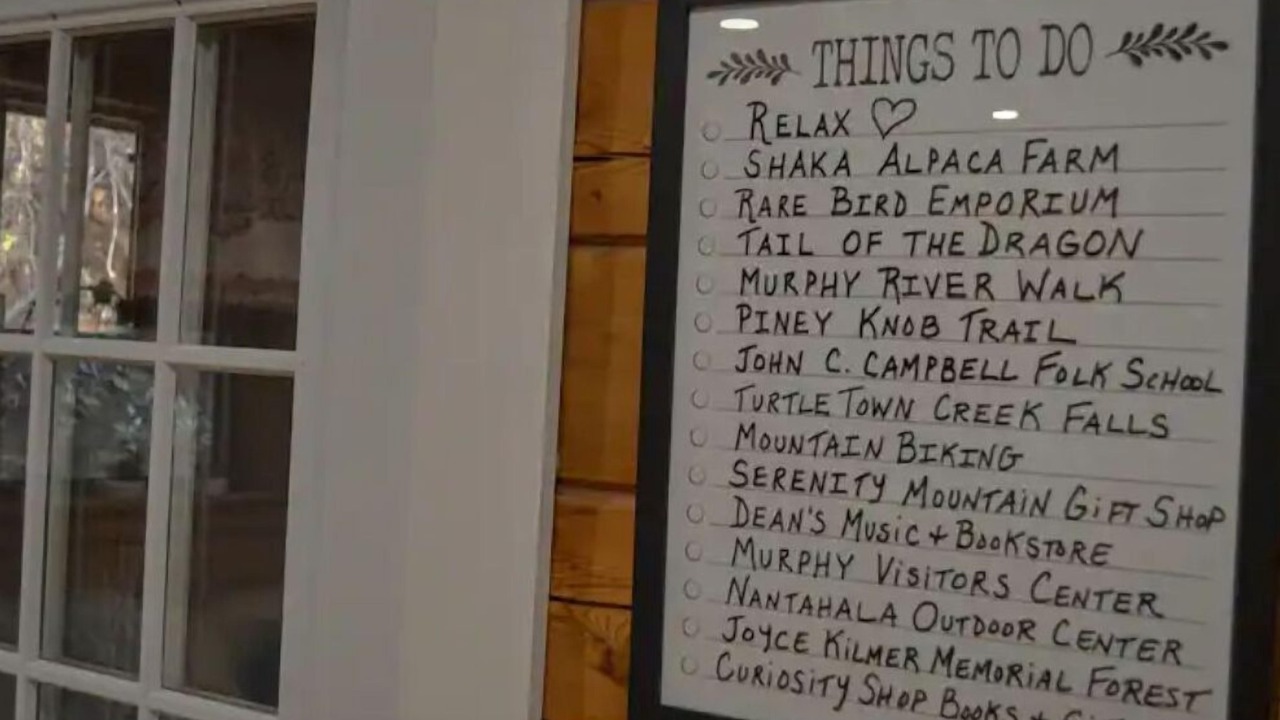 THINGS TO DO
RELAX ♡
SHAKA ALPACA FARM
RARE BIRD EMPORIUM
TAIL OF THE DRAGON
MURPHY RIVER WALK
PINEY KNOB TRAIL
JOHN C. CAMPBELL FOLK SCHOOL
TURTLETOWN CREEK FALLS
MOUNTAIN BIKING
SERENITY MOUNTAIN GIFT SHOP
DEAN'S MUSIC + BOOKSTORE
MURPHY VISITORS CENTER
NANTAHALA OUTDOOR CENTER
JOYCE KILMER MEMORIAL FOREST
CURIOSITY SHOP BOOKS +